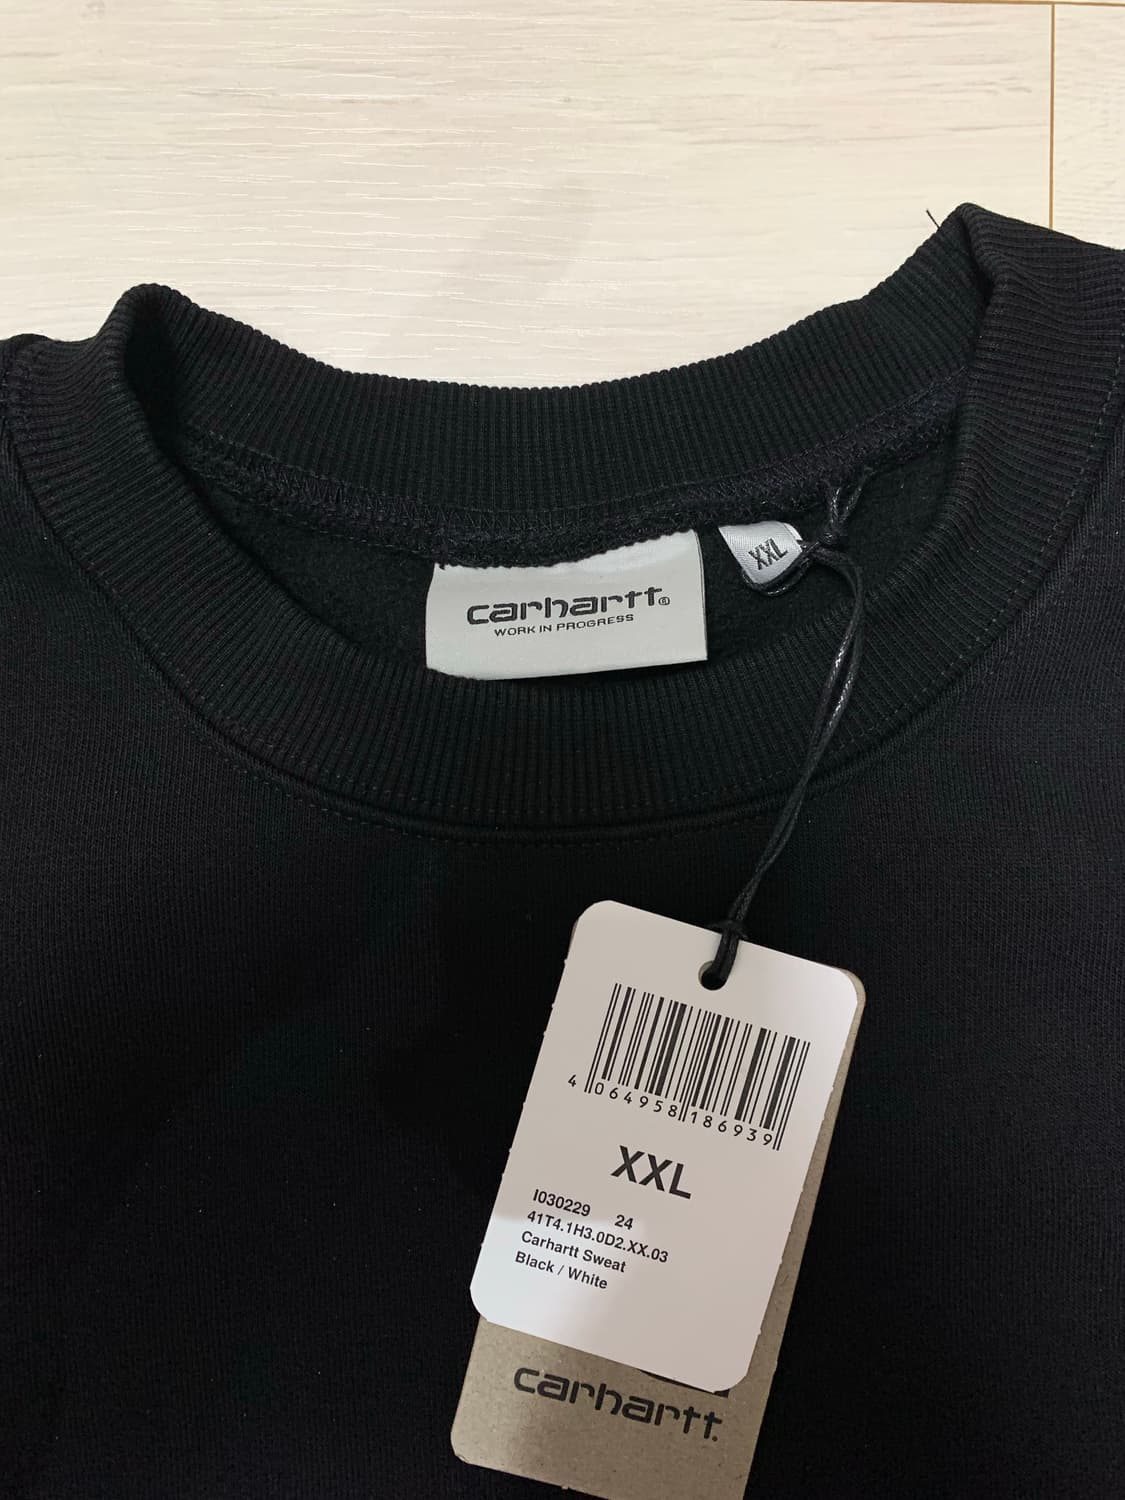 carhartt®
WORK IN PROGRESS
XXL
4 064958 186939
XXL
I030229 24
41T4.1H3.0D2.XX.03
Carhartt Sweat
Black / White
carhartt.